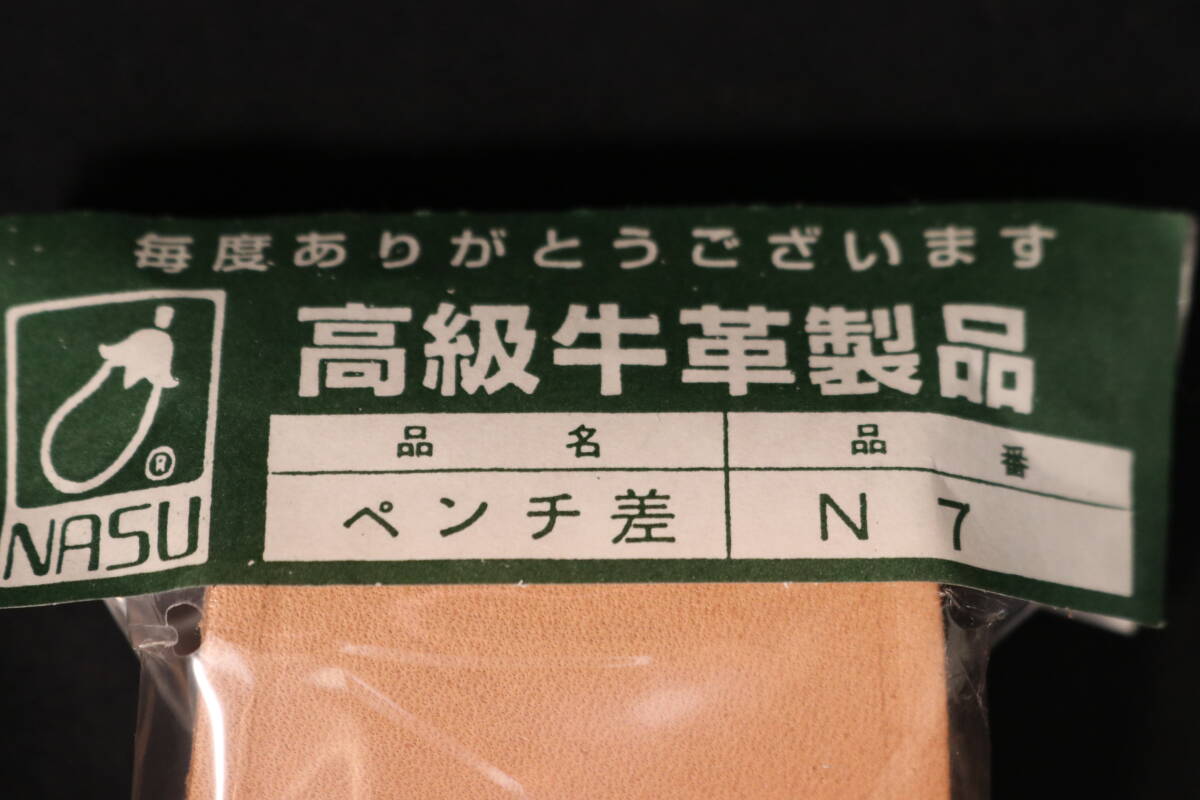 毎度ありがとうございます
高級牛革製品
品名 品番
ペンチ差 N 7
®
NASU